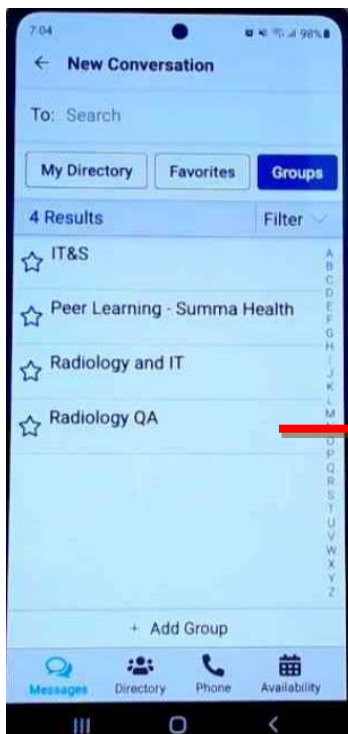 7:04 98%
← New Conversation
To: Search
My Directory Favorites Groups
4 Results Filter
IT&S
Peer Learning - Summa Health
Radiology and IT
Radiology QA
A
B
C
D
E
F
G
H
I
J
K
L
M
O
P
Q
R
S
T
U
V
W
X
Y
Z
+ Add Group
Messages Directory Phone Availability